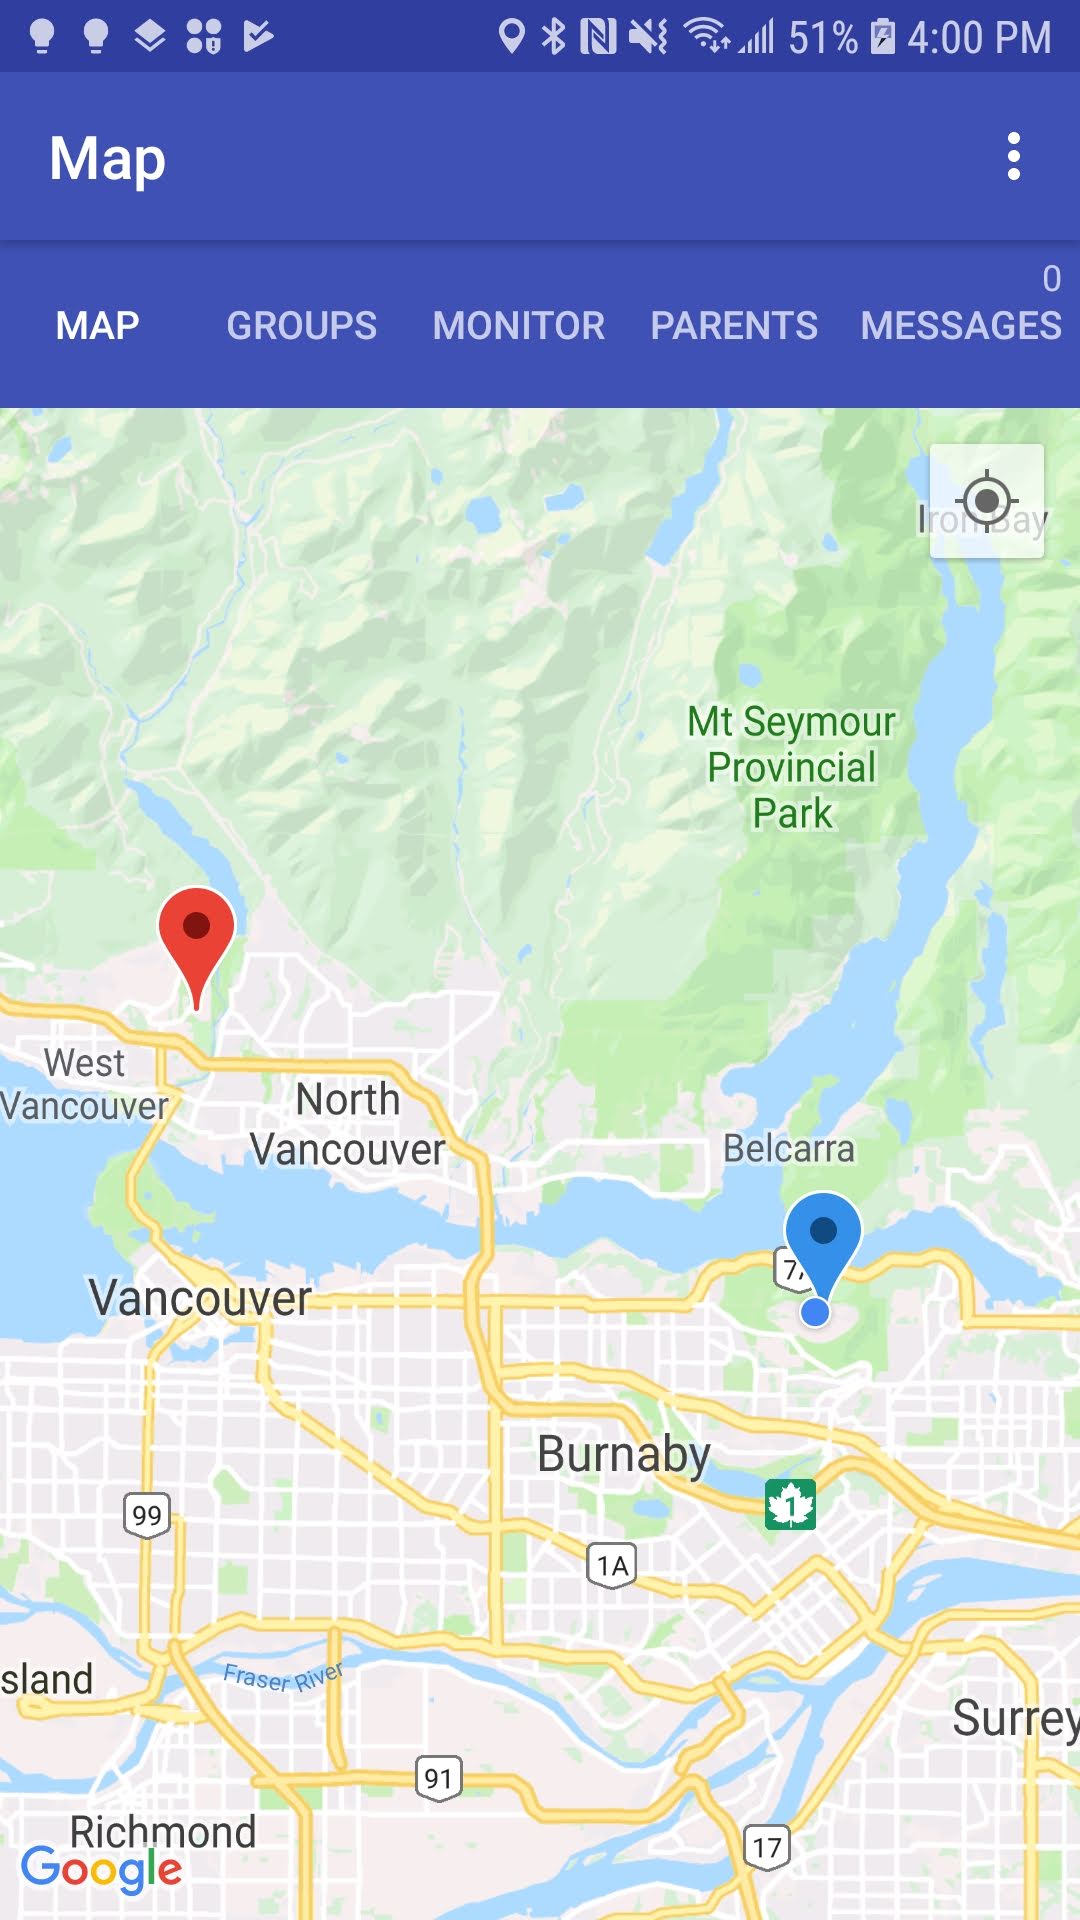 51% 4:00 PM
Map
0
MAP GROUPS MONITOR PARENTS MESSAGES
Iron Bay
Mt Seymour
Provincial
Park
West
Vancouver
North
Vancouver
Belcarra
7A
Vancouver
Burnaby
1
99
1A
Fraser River
sland
Surrey
91
Richmond
17
Google